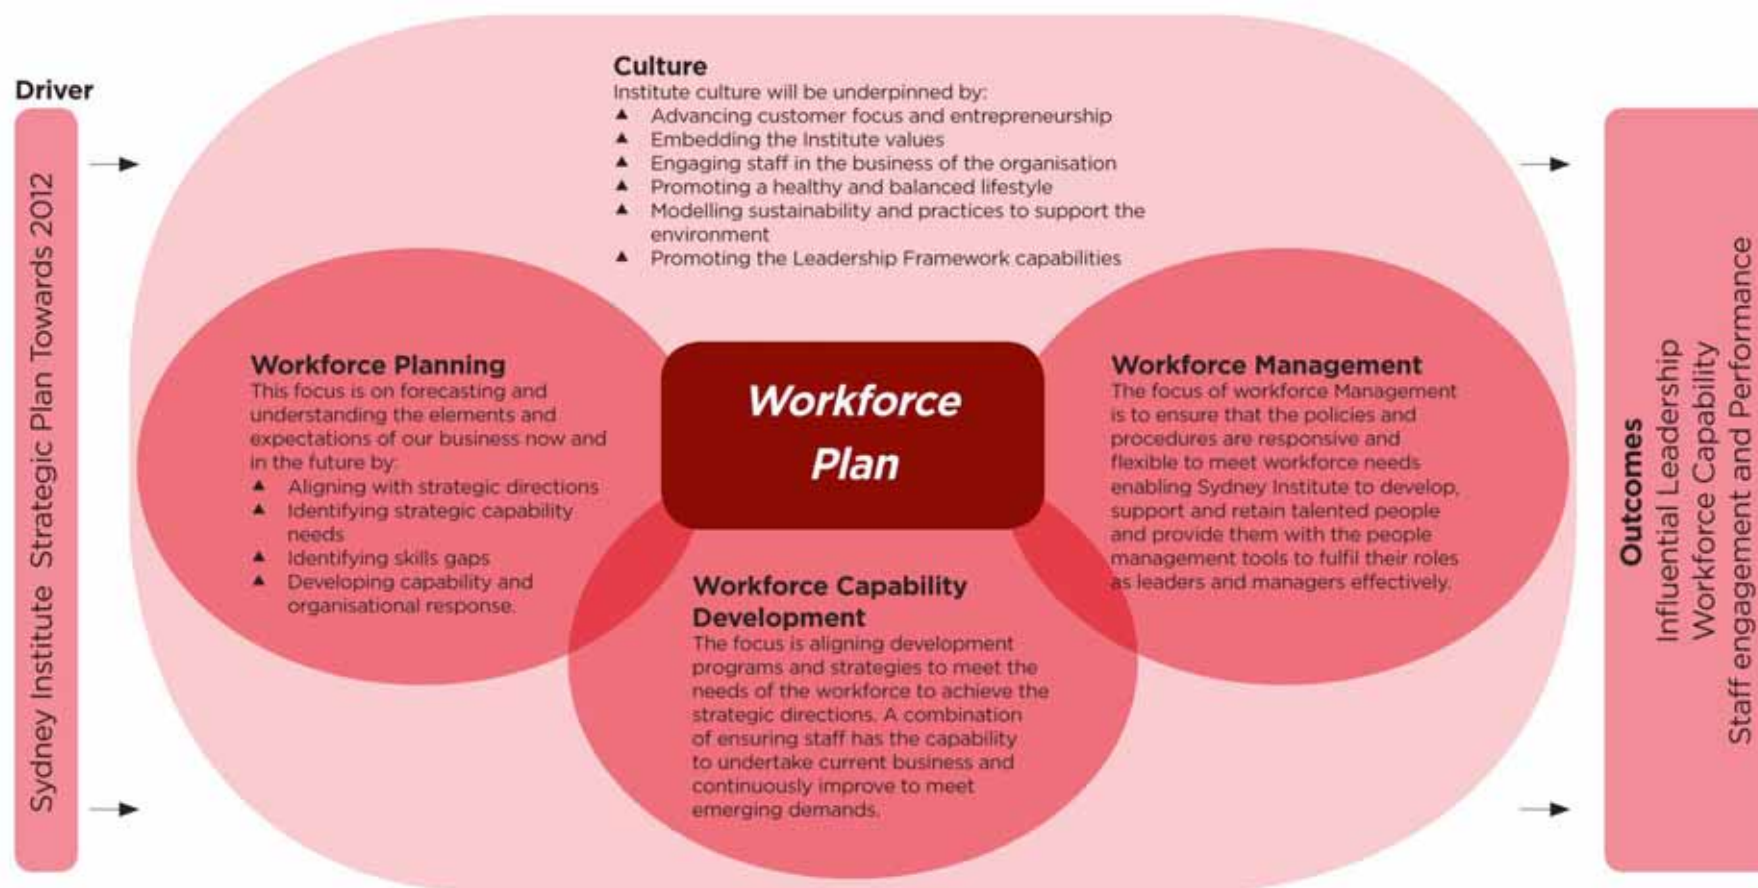 Driver
Sydney Institute Strategic Plan Towards 2012
Culture
Institute culture will be underpinned by:
▲ Advancing customer focus and entrepreneurship
▲ Embedding the Institute values
▲ Engaging staff in the business of the organisation
▲ Promoting a healthy and balanced lifestyle
▲ Modelling sustainability and practices to support the
environment
▲ Promoting the Leadership Framework capabilities
Workforce Planning
This focus is on forecasting and
understanding the elements and
expectations of our business now and
in the future by:
▲ Aligning with strategic directions
▲ Identifying strategic capability
needs
▲ Identifying skills gaps
▲ Developing capability and
organisational response.
Workforce
Plan
Workforce Capability
Development
The focus is aligning development
programs and strategies to meet the
needs of the workforce to achieve the
strategic directions. A combination
of ensuring staff has the capability
to undertake current business and
continuously improve to meet
emerging demands.
Workforce Management
The focus of workforce Management
is to ensure that the policies and
procedures are responsive and
flexible to meet workforce needs
enabling Sydney Institute to develop,
support and retain talented people
and provide them with the people
management tools to fulfil their roles
as leaders and managers effectively.
Outcomes
Influential Leadership
Workforce Capability
Staff engagement and Performance